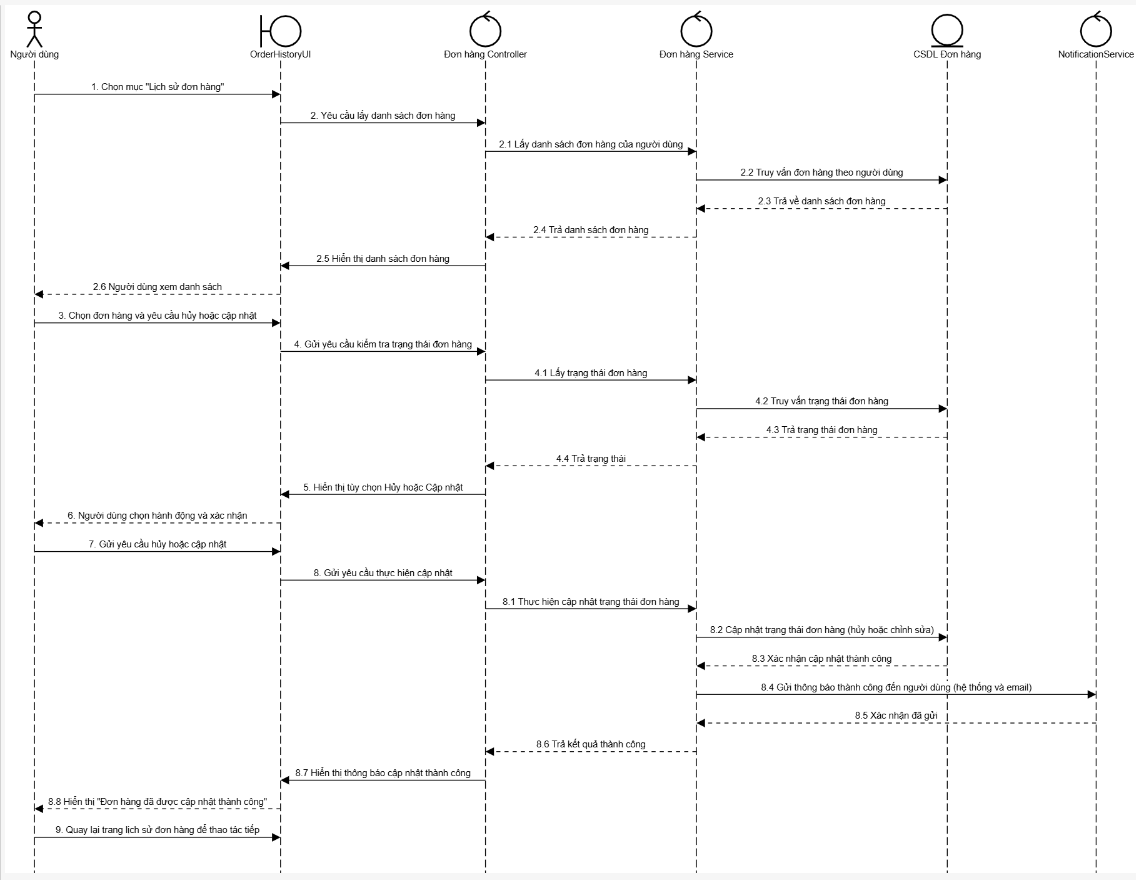 Người dùng
OrderHistoryUI
Đơn hàng Controller
Đơn hàng Service
CSDL Đơn hàng
NotificationService
1. Chọn mục "Lịch sử đơn hàng"
2. Yêu cầu lấy danh sách đơn hàng
2.1 Lấy danh sách đơn hàng của người dùng
2.2 Truy vấn đơn hàng theo người dùng
2.3 Trả về danh sách đơn hàng
2.4 Trả danh sách đơn hàng
2.5 Hiển thị danh sách đơn hàng
2.6 Người dùng xem danh sách
3. Chọn đơn hàng và yêu cầu hủy hoặc cập nhật
4. Gửi yêu cầu kiểm tra trạng thái đơn hàng
4.1 Lấy trạng thái đơn hàng
4.2 Truy vấn trạng thái đơn hàng
4.3 Trả trạng thái đơn hàng
4.4 Trả trạng thái
5. Hiển thị tùy chọn Hủy hoặc Cập nhật
6. Người dùng chọn hành động và xác nhận
7. Gửi yêu cầu hủy hoặc cập nhật
8. Gửi yêu cầu thực hiện cập nhật
8.1 Thực hiện cập nhật trạng thái đơn hàng
8.2 Cập nhật trạng thái đơn hàng (hủy hoặc chỉnh sửa)
8.3 Xác nhận cập nhật thành công
8.4 Gửi thông báo thành công đến người dùng (hệ thống và email)
8.5 Xác nhận đã gửi
8.6 Trả kết quả thành công
8.7 Hiển thị thông báo cập nhật thành công
8.8 Hiển thị "Đơn hàng đã được cập nhật thành công"
9. Quay lại trang lịch sử đơn hàng để thao tác tiếp